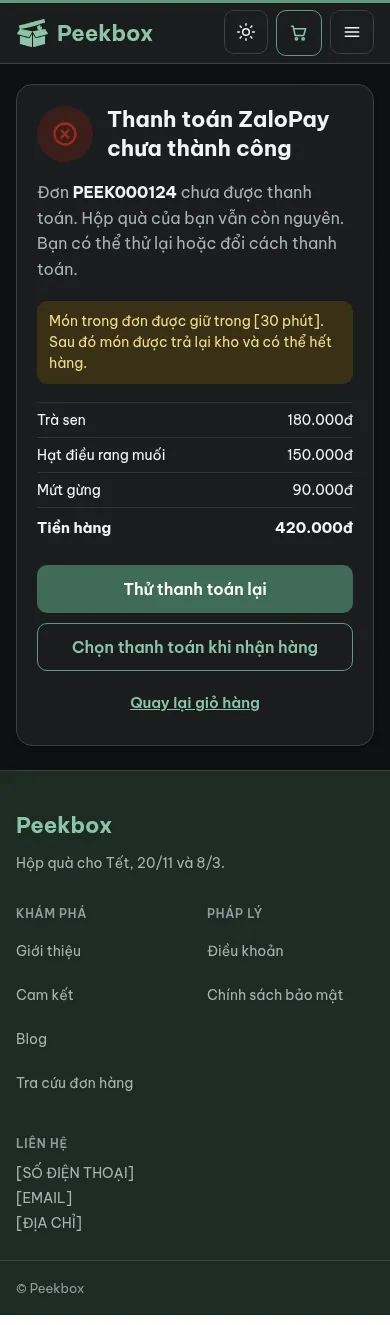 Peekbox
Thanh toán ZaloPay
chưa thành công
Đơn PEEK000124 chưa được thanh
toán. Hộp quà của bạn vẫn còn nguyên.
Bạn có thể thử lại hoặc đổi cách thanh
toán.
Món trong đơn được giữ trong [30 phút].
Sau đó món được trả lại kho và có thể hết
hàng.
Trà sen 180.000đ
Hạt điều rang muối 150.000đ
Mứt gừng 90.000đ
Tiền hàng 420.000đ
Thử thanh toán lại
Chọn thanh toán khi nhận hàng
Quay lại giỏ hàng
Peekbox
Hộp quà cho Tết, 20/11 và 8/3.
KHÁM PHÁ
Giới thiệu
Cam kết
Blog
Tra cứu đơn hàng
PHÁP LÝ
Điều khoản
Chính sách bảo mật
LIÊN HỆ
[SỐ ĐIỆN THOẠI]
[EMAIL]
[ĐỊA CHỈ]
© Peekbox